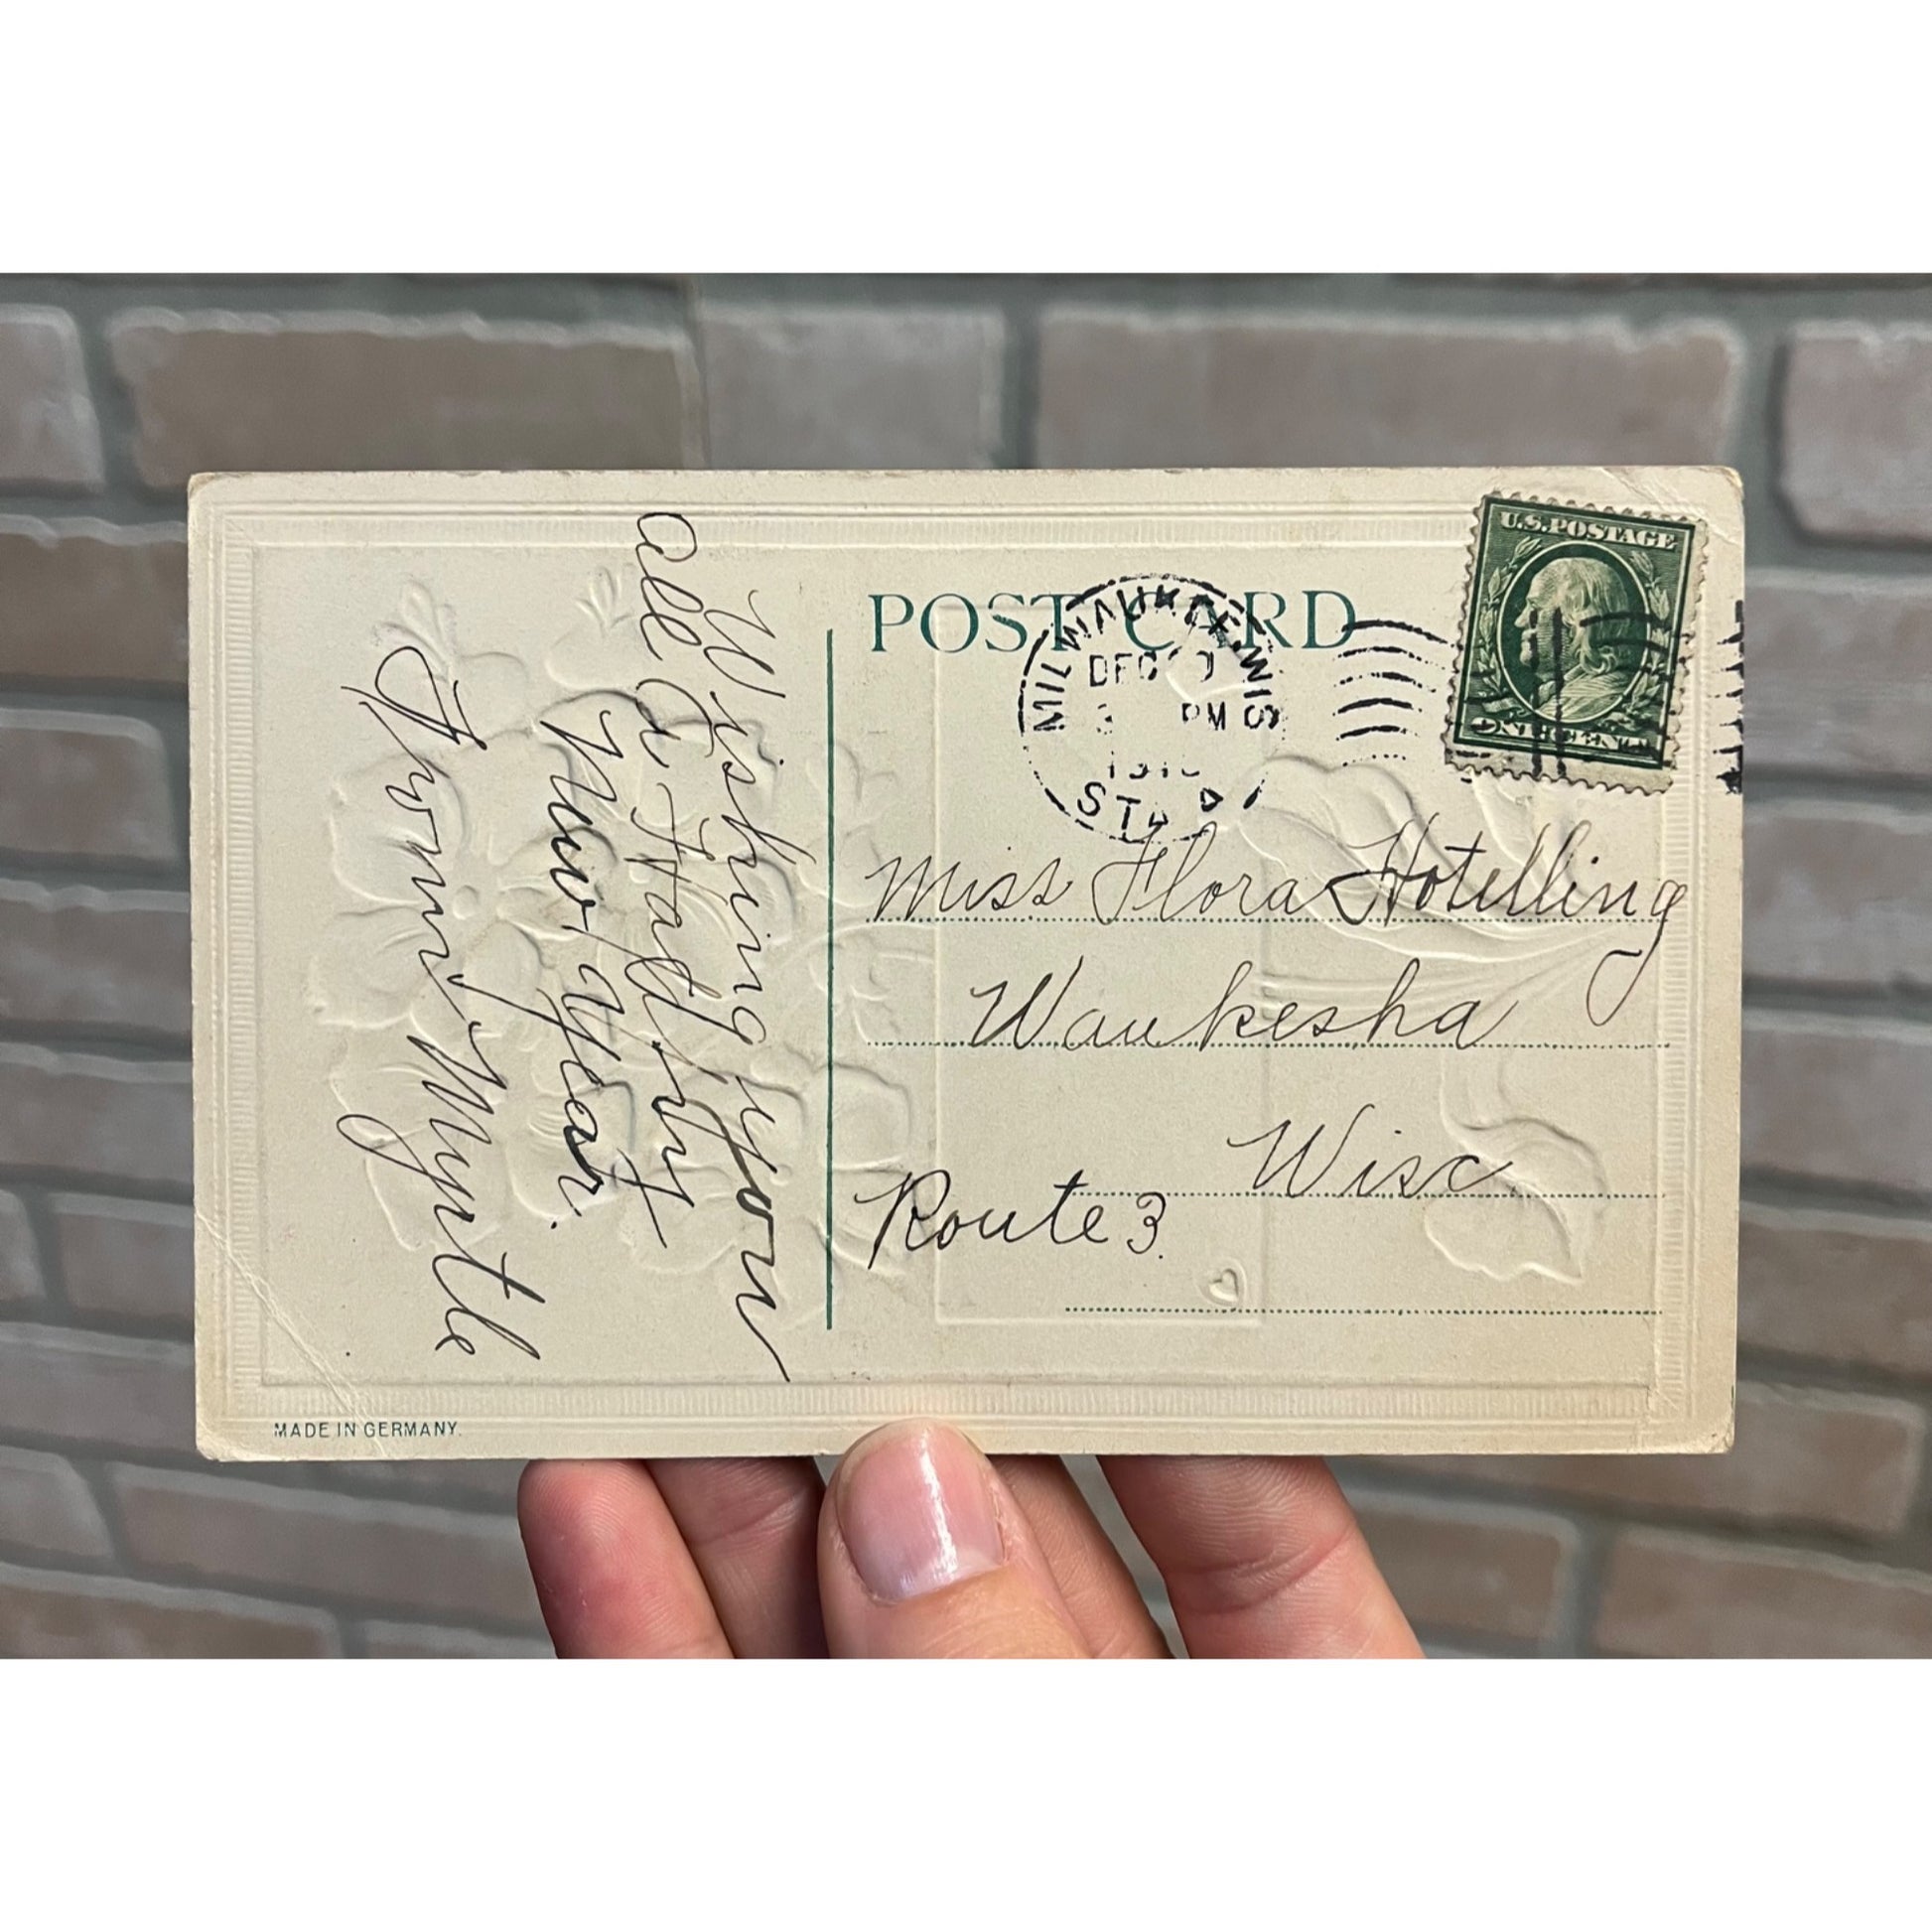 Wishing you
all a Happy
New Year.
From Myrtle
MADE IN GERMANY.
POST CARD
MILWAUKEE, WIS
DEC
PM
STA
U.S. POSTAGE
ONE CENT
Miss Flora Hotelling
Waukesha
Wisc
Route 3.